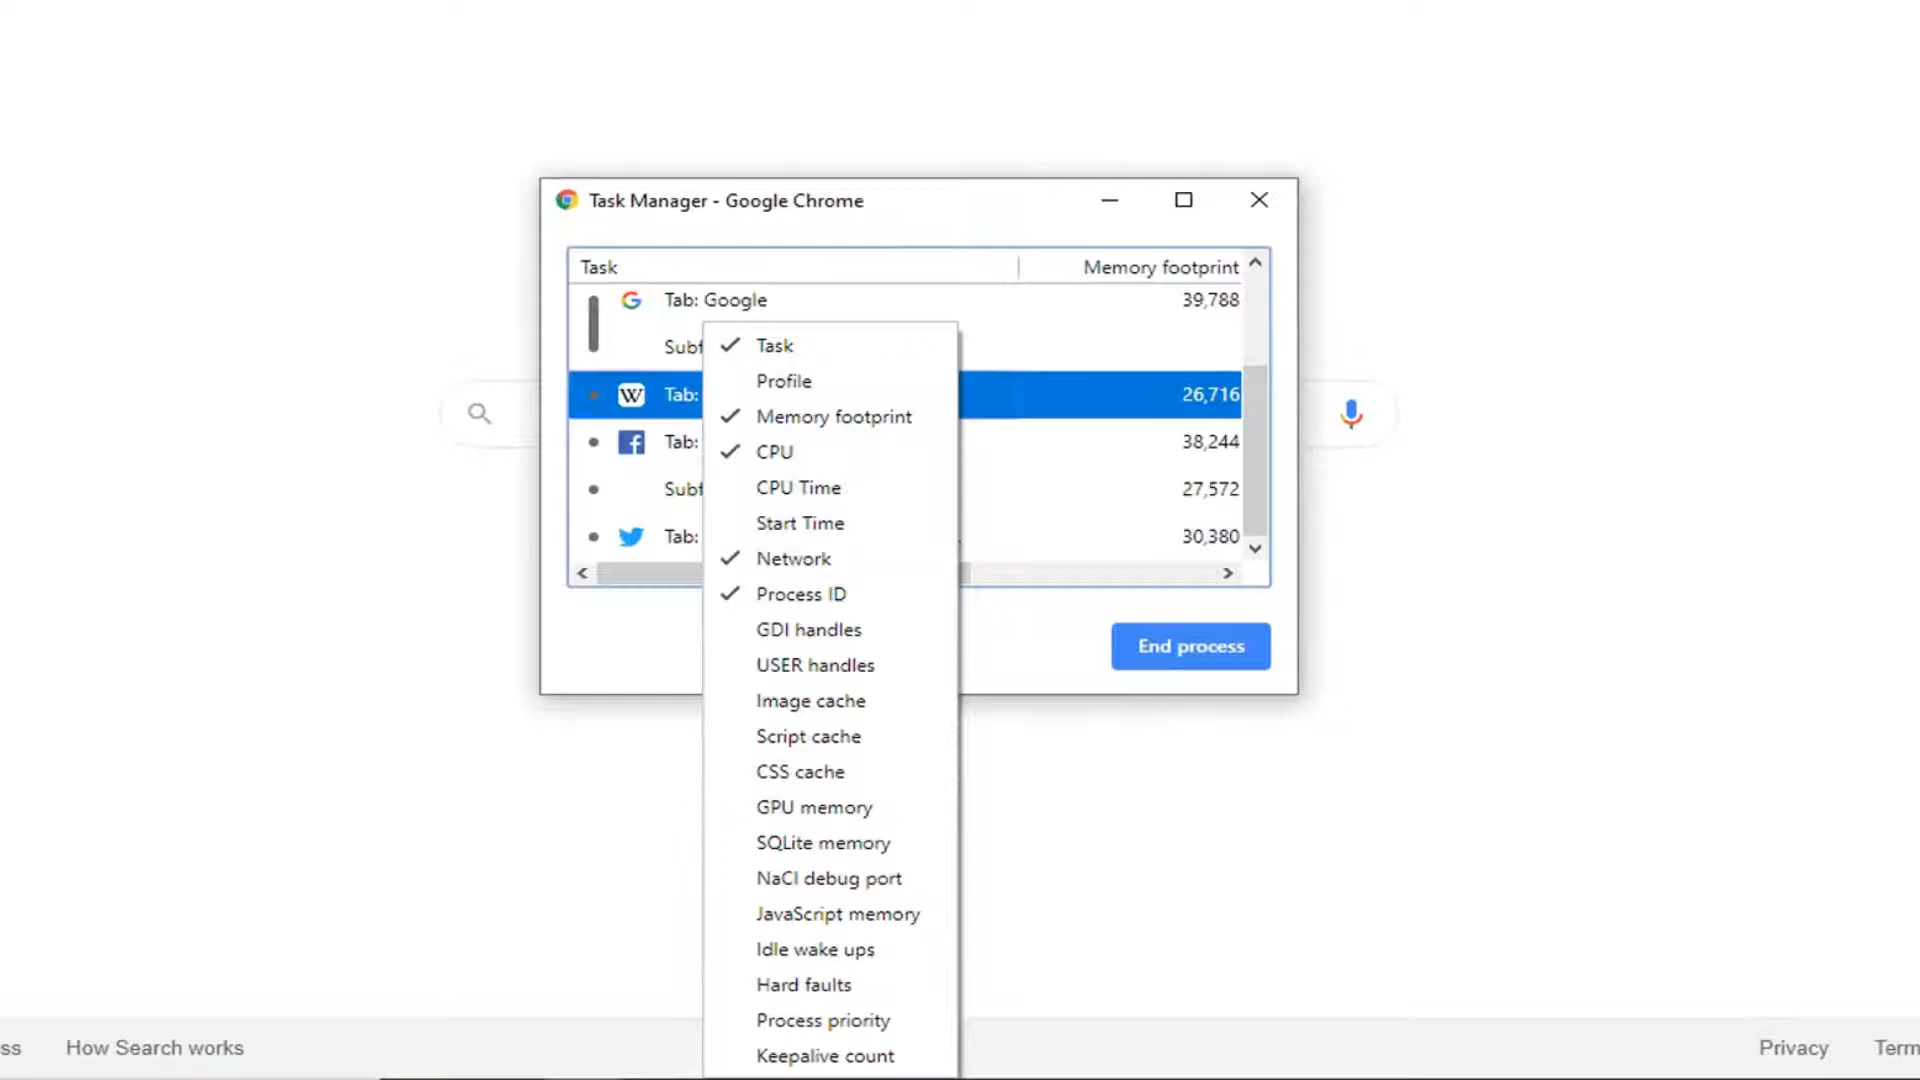 Task Manager - Google Chrome
Task Memory footprint
Tab: Google 39,788
Subf
Tab: 26,716
Tab: 38,244
Subf 27,572
Tab: 30,380
Task
Profile
Memory footprint
CPU
CPU Time
Start Time
Network
Process ID
GDI handles
USER handles
Image cache
Script cache
CSS cache
GPU memory
SQLite memory
NaCl debug port
JavaScript memory
Idle wake ups
Hard faults
Process priority
Keepalive count
End process
ss How Search works Privacy Term